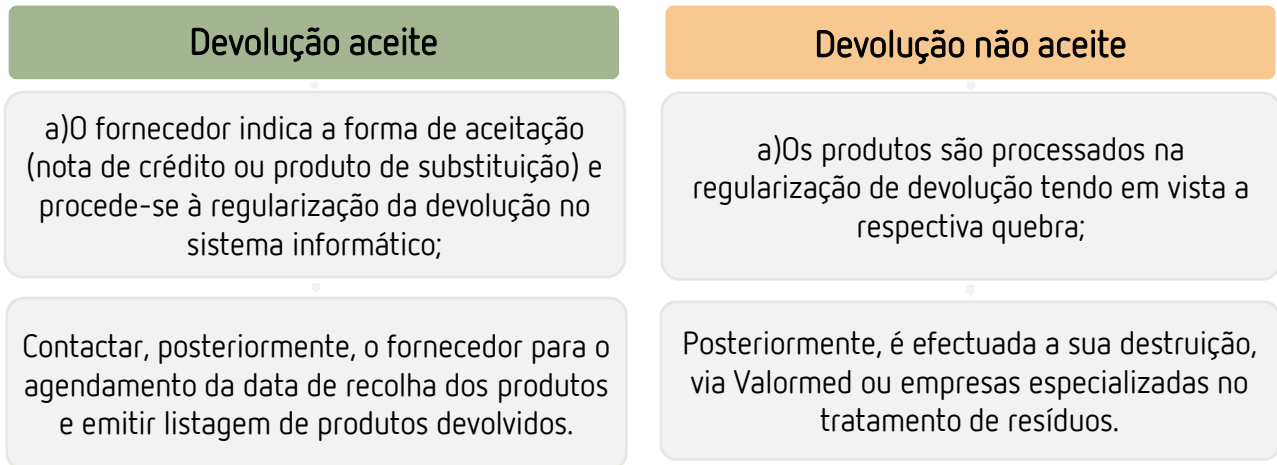 Devolução aceite
a)O fornecedor indica a forma de aceitação
(nota de crédito ou produto de substituição) e
procede-se à regularização da devolução no
sistema informático;
Contactar, posteriormente, o fornecedor para o
agendamento da data de recolha dos produtos
e emitir listagem de produtos devolvidos.
Devolução não aceite
a)Os produtos são processados na
regularização de devolução tendo em vista a
respectiva quebra;
Posteriormente, é efectuada a sua destruição,
via Valormed ou empresas especializadas no
tratamento de resíduos.